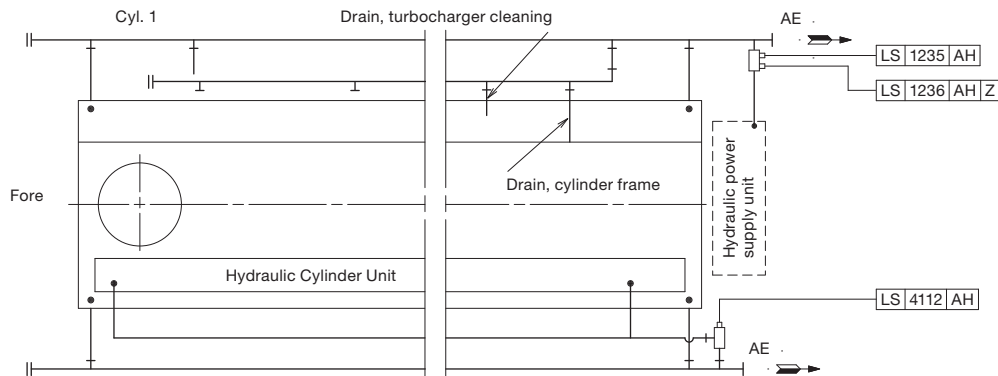 Cyl. 1
Drain, turbocharger cleaning
AE
LS 1235 AH
LS 1236 AH Z
Fore
Drain, cylinder frame
Hydraulic power
supply unit
Hydraulic Cylinder Unit
LS 4112 AH
AE